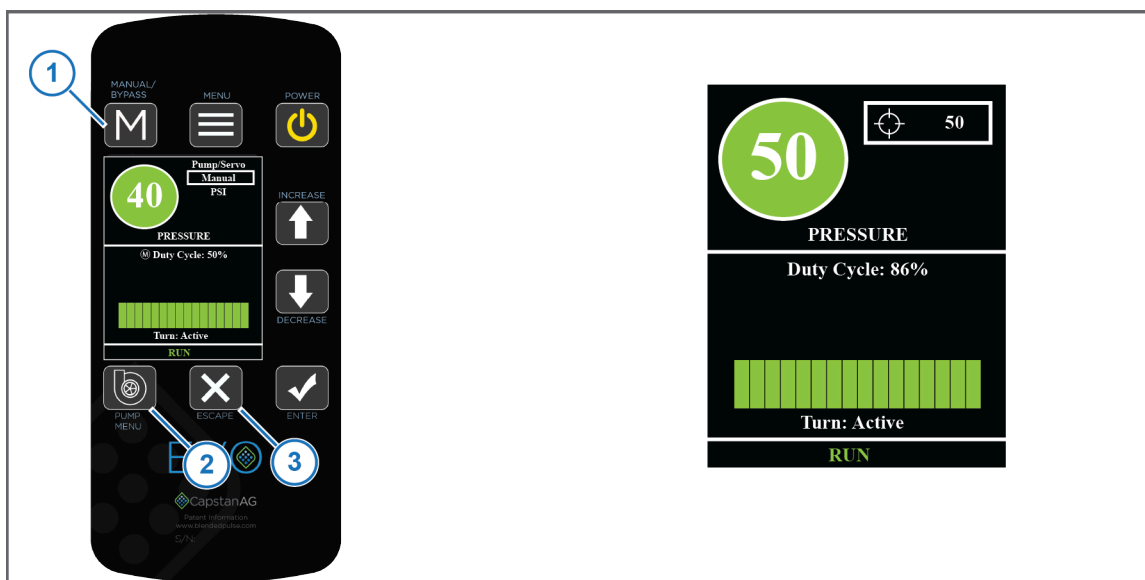 1
MANUAL/
BYPASS
MENU
POWER
M
40
Pump/Servo
Manual
PSI
PRESSURE
Ⓜ Duty Cycle: 50%
Turn: Active
RUN
INCREASE
DECREASE
PUMP
MENU
ESCAPE
ENTER
2
3
CapstanAG
Patent Information
www.blendedpulse.com
S/N:
50
50
PRESSURE
Duty Cycle: 86%
Turn: Active
RUN